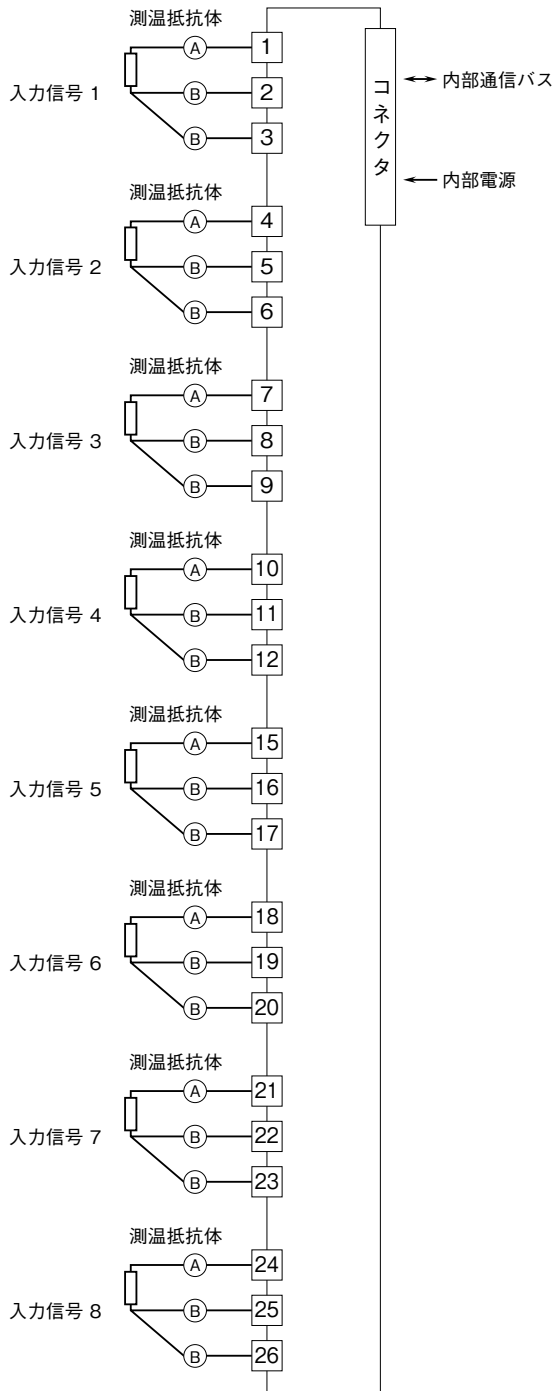 測温抵抗体
入力信号 1
A 1
B 2
B 3
コネクタ
内部通信バス
内部電源
測温抵抗体
入力信号 2
A 4
B 5
B 6
測温抵抗体
入力信号 3
A 7
B 8
B 9
測温抵抗体
入力信号 4
A 10
B 11
B 12
測温抵抗体
入力信号 5
A 15
B 16
B 17
測温抵抗体
入力信号 6
A 18
B 19
B 20
測温抵抗体
入力信号 7
A 21
B 22
B 23
測温抵抗体
入力信号 8
A 24
B 25
B 26